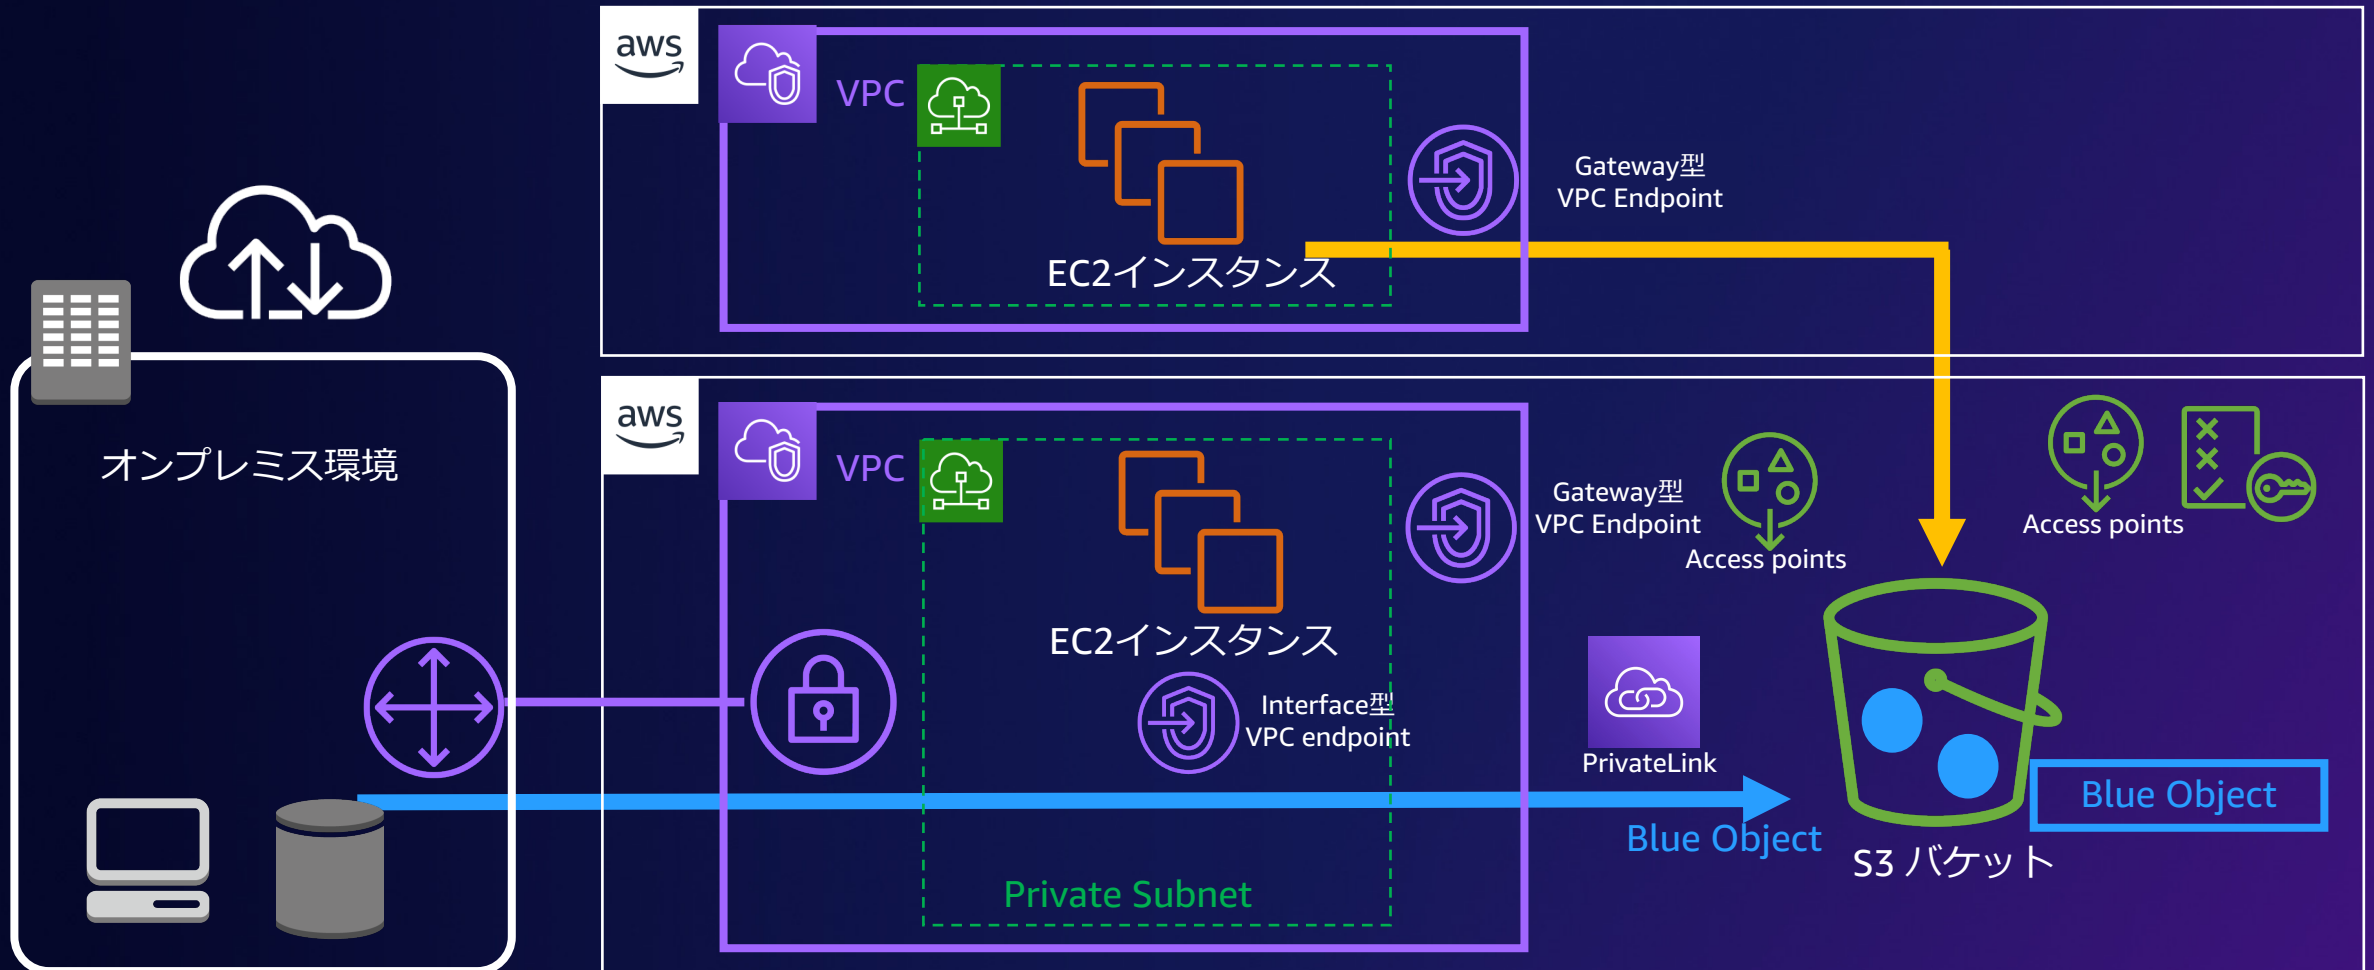 aws
VPC
EC2インスタンス
Gateway型
VPC Endpoint
オンプレミス環境
aws
VPC
EC2インスタンス
Interface型
VPC endpoint
Private Subnet
Gateway型
VPC Endpoint
Access points
Access points
PrivateLink
Blue Object
Blue Object
S3 バケット